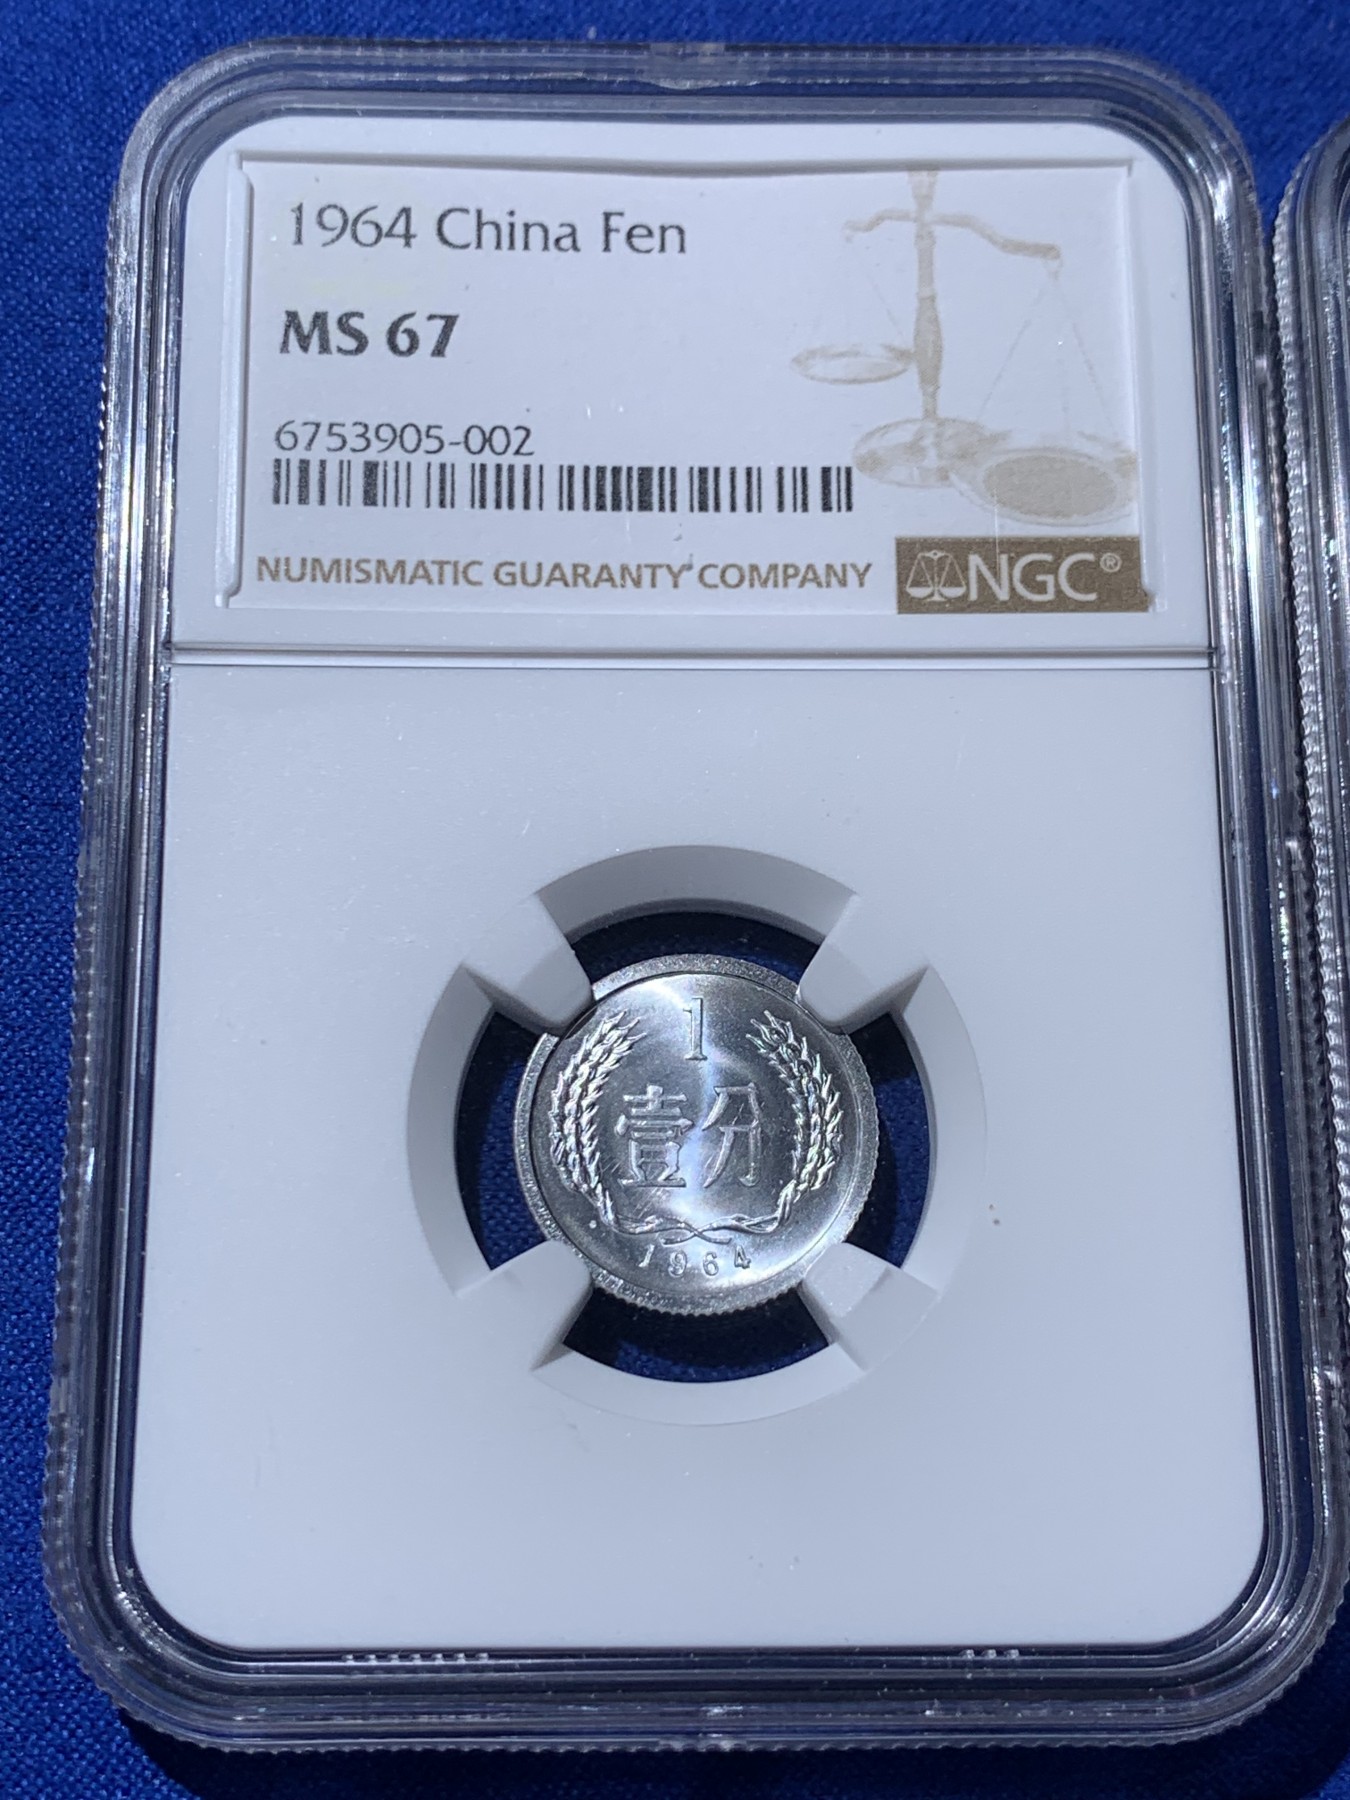 1964 China Fen
MS 67
6753905-002
NUMISMATIC GUARANTY COMPANY
NGC®
1
壹分
1964